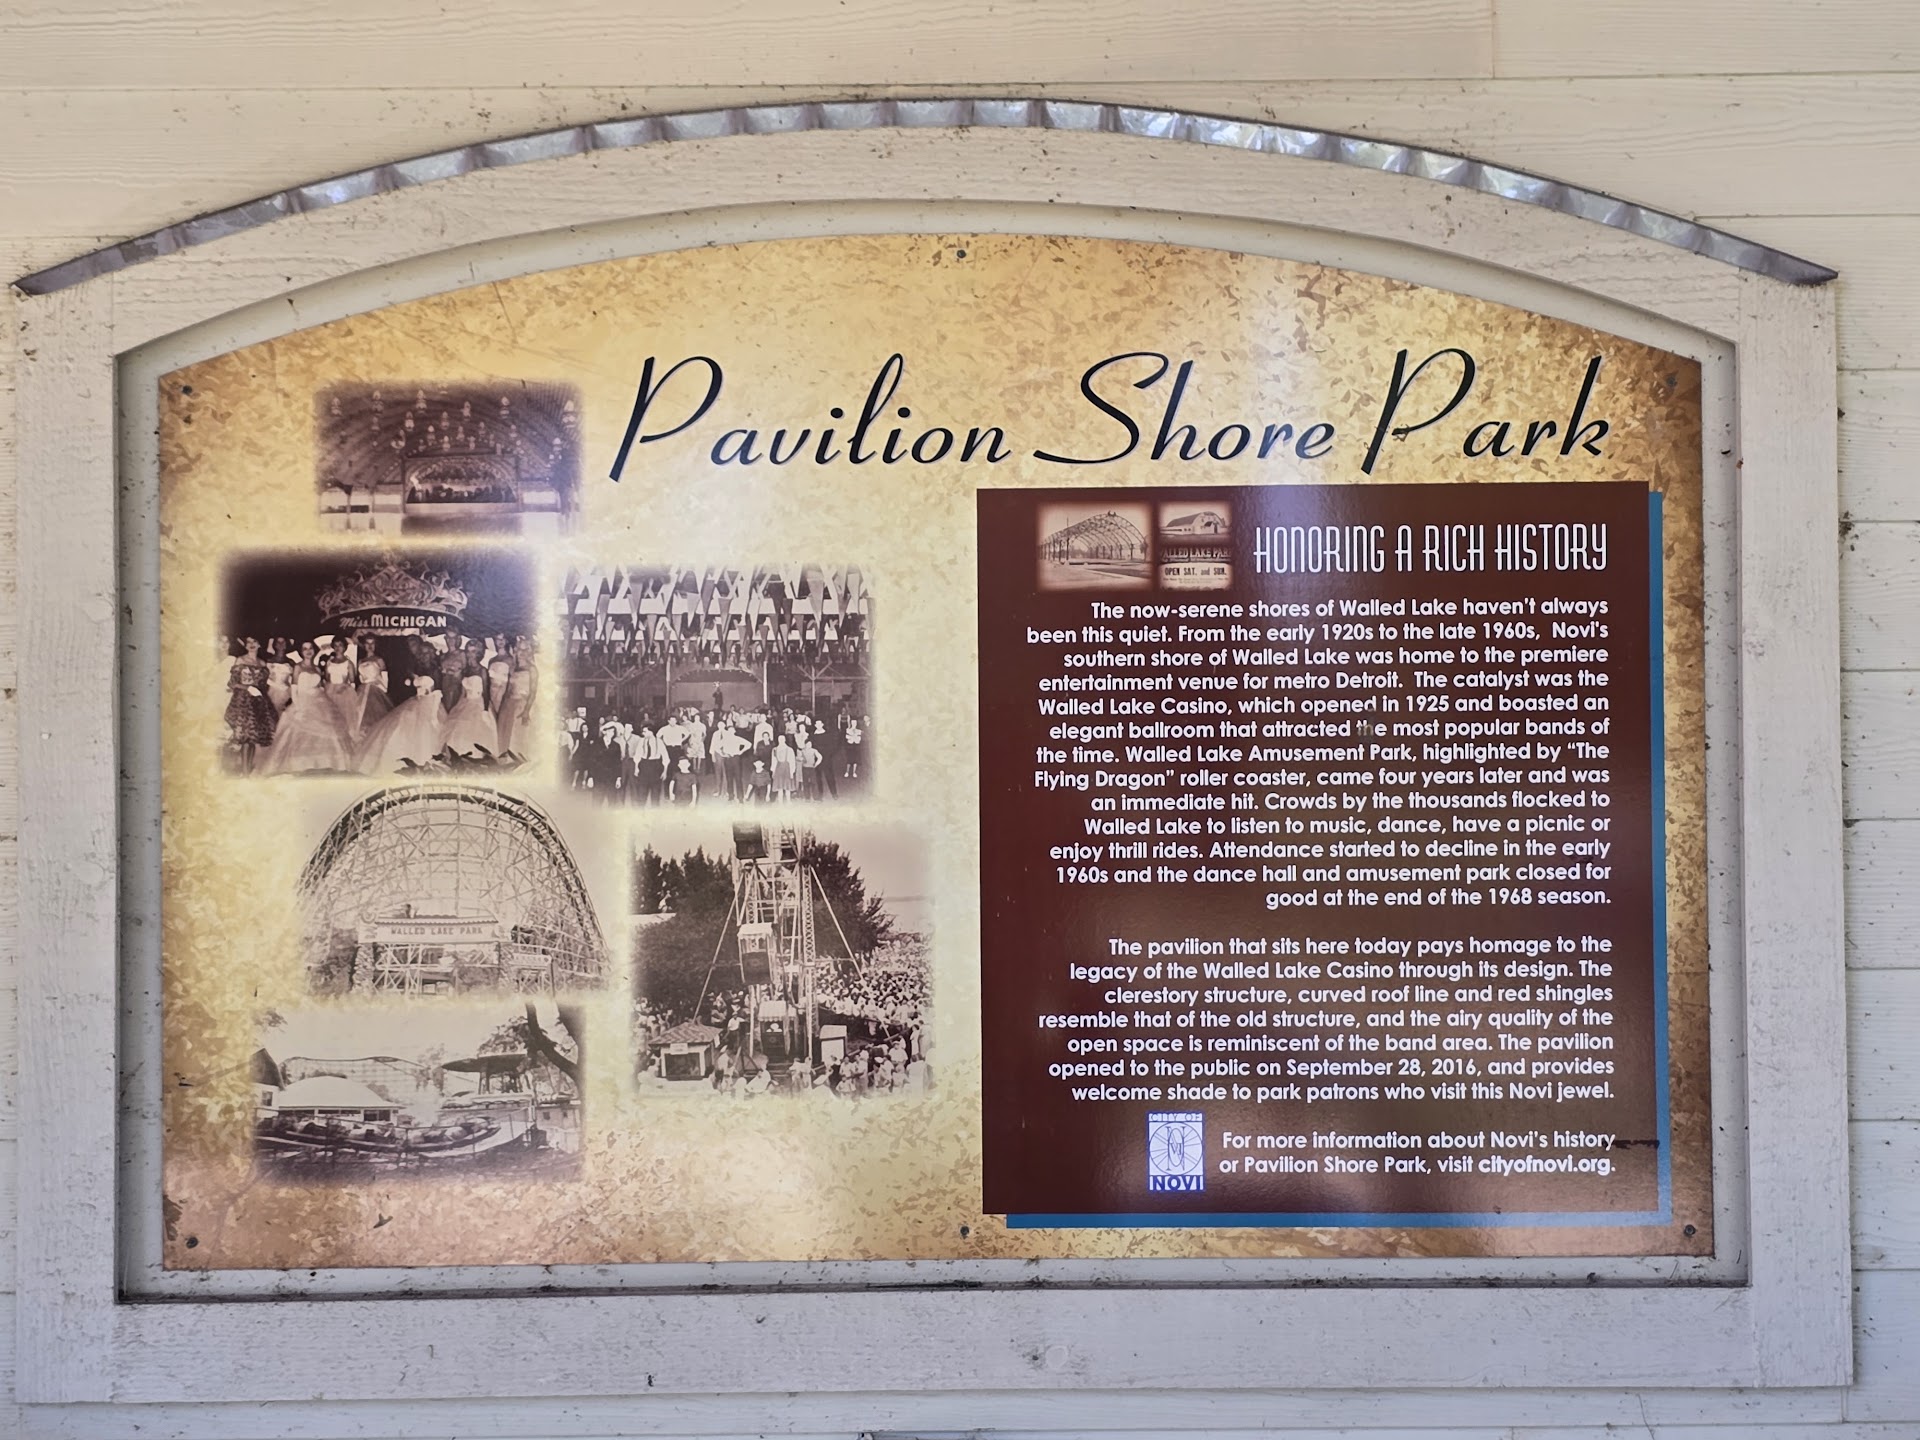 Pavilion Shore Park
Miss MICHIGAN
WALLED LAKE PARK
WALLED LAKE PARK
OPEN SAT. and SUN.
HONORING A RICH HISTORY
The now-serene shores of Walled Lake haven't always
been this quiet. From the early 1920s to the late 1960s, Novi's
southern shore of Walled Lake was home to the premiere
entertainment venue for metro Detroit. The catalyst was the
Walled Lake Casino, which opened in 1925 and boasted an
elegant ballroom that attracted the most popular bands of
the time. Walled Lake Amusement Park, highlighted by “The
Flying Dragon” roller coaster, came four years later and was
an immediate hit. Crowds by the thousands flocked to
Walled Lake to listen to music, dance, have a picnic or
enjoy thrill rides. Attendance started to decline in the early
1960s and the dance hall and amusement park closed for
good at the end of the 1968 season.
The pavilion that sits here today pays homage to the
legacy of the Walled Lake Casino through its design. The
clerestory structure, curved roof line and red shingles
resemble that of the old structure, and the airy quality of the
open space is reminiscent of the band area. The pavilion
opened to the public on September 28, 2016, and provides
welcome shade to park patrons who visit this Novi jewel.
CITY OF
NOVI
For more information about Novi's history
or Pavilion Shore Park, visit cityofnovi.org.